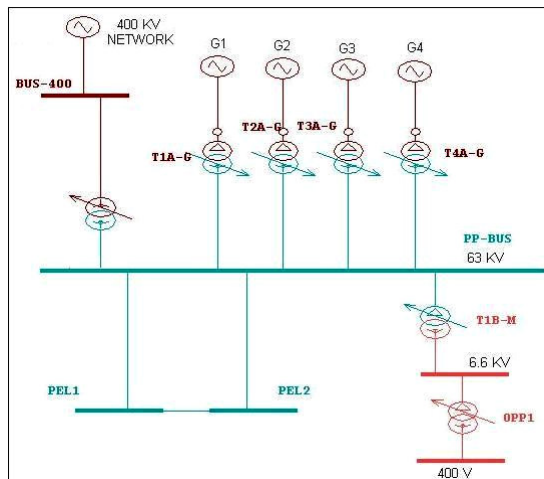 400 KV
NETWORK
G1
G2
G3
G4
BUS-400
T2A-G
T3A-G
T1A-G
T4A-G
PP-BUS
63 KV
T1B-M
6.6 KV
PEL1
PEL2
OPP1
400 V